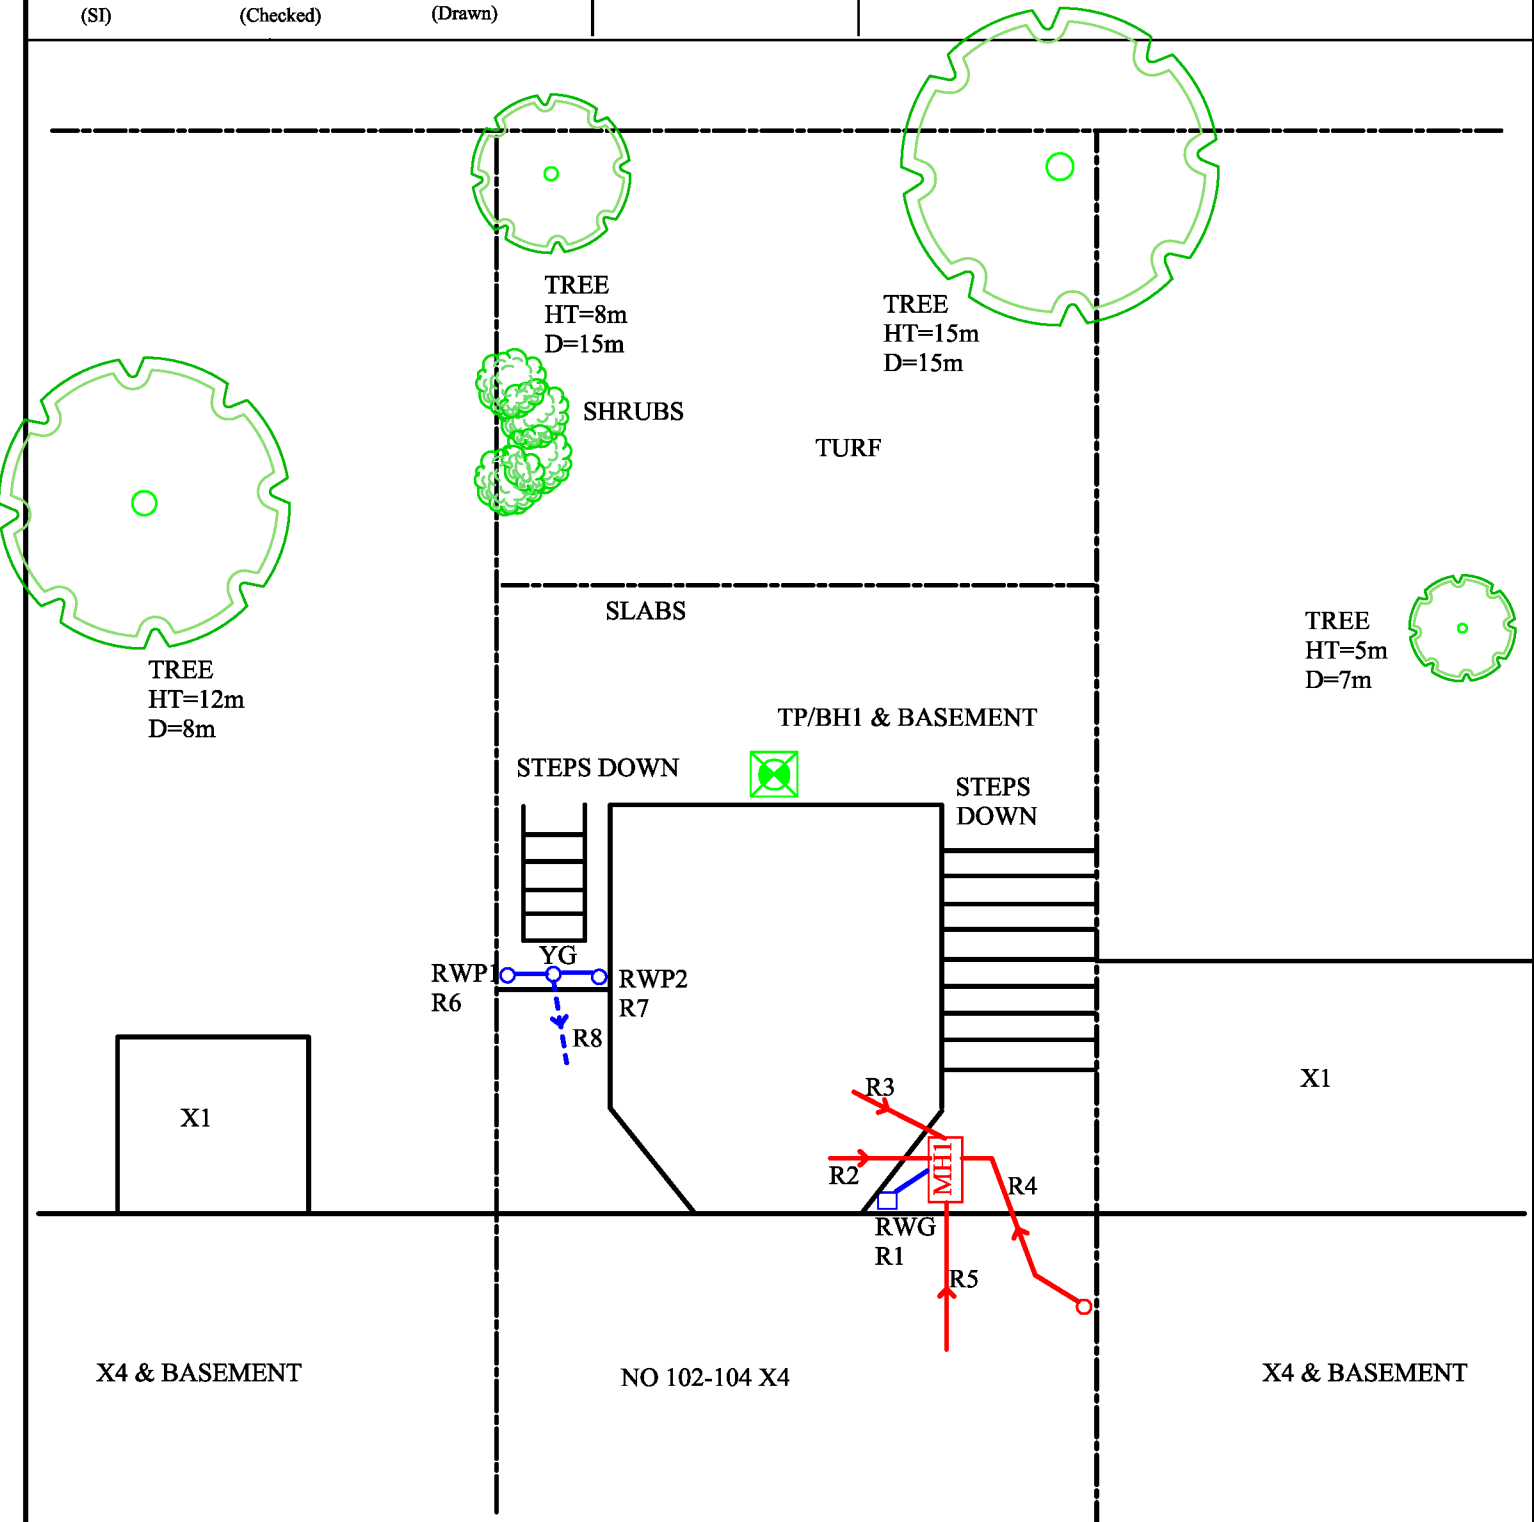 (SI)
(Checked)
(Drawn)
TREE
HT=8m
D=15m
TREE
HT=15m
D=15m
SHRUBS
TURF
SLABS
TREE
HT=5m
D=7m
TREE
HT=12m
D=8m
TP/BH1 & BASEMENT
STEPS DOWN
STEPS
DOWN
YG
RWP1
R6
RWP2
R7
R8
X1
X1
R3
R2
MH1
R4
RWG
R1
R5
X4 & BASEMENT
NO 102-104 X4
X4 & BASEMENT